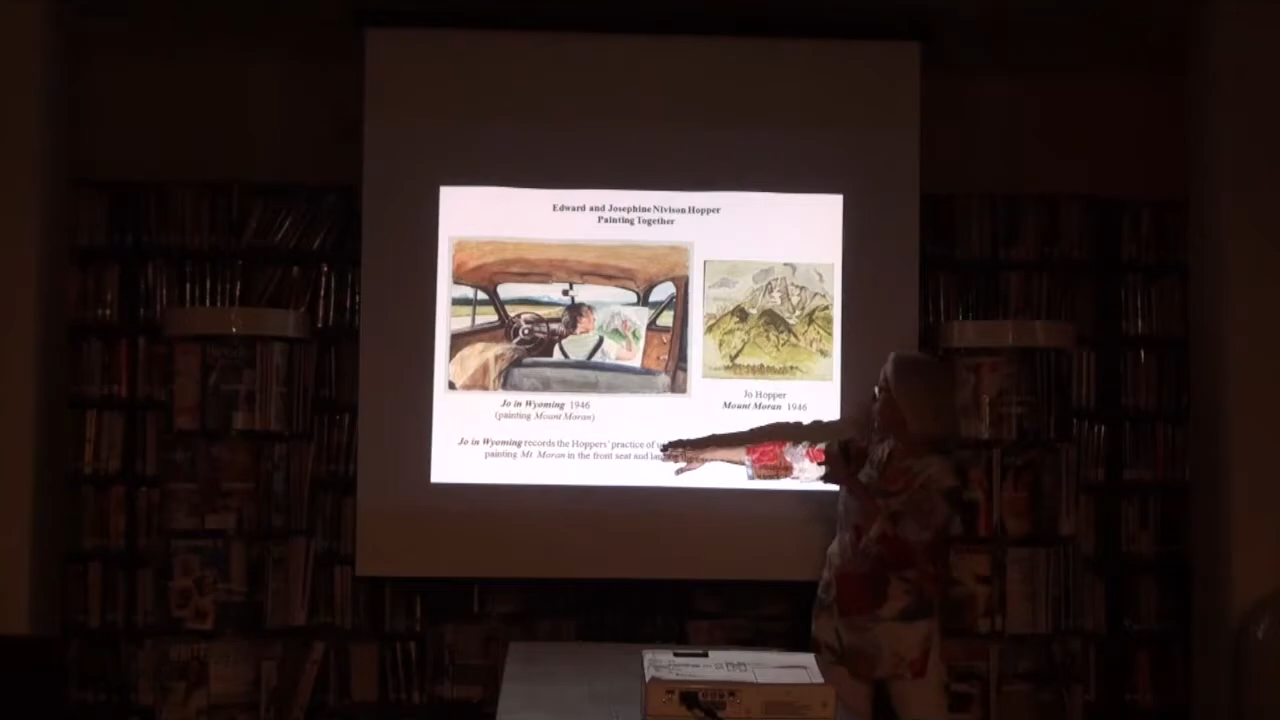 Edward and Josephine Nivison Hopper
Painting Together
Jo in Wyoming 1946
(painting Mount Moran)
Jo Hopper
Mount Moran 1946
Jo in Wyoming records the Hoppers' practice of
painting Mt Moran in the front seat and